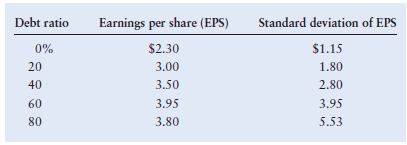 Debt ratio Earnings per share (EPS) Standard deviation of EPS
0% $2.30 $1.15
20 3.00 1.80
40 3.50 2.80
60 3.95 3.95
80 3.80 5.53